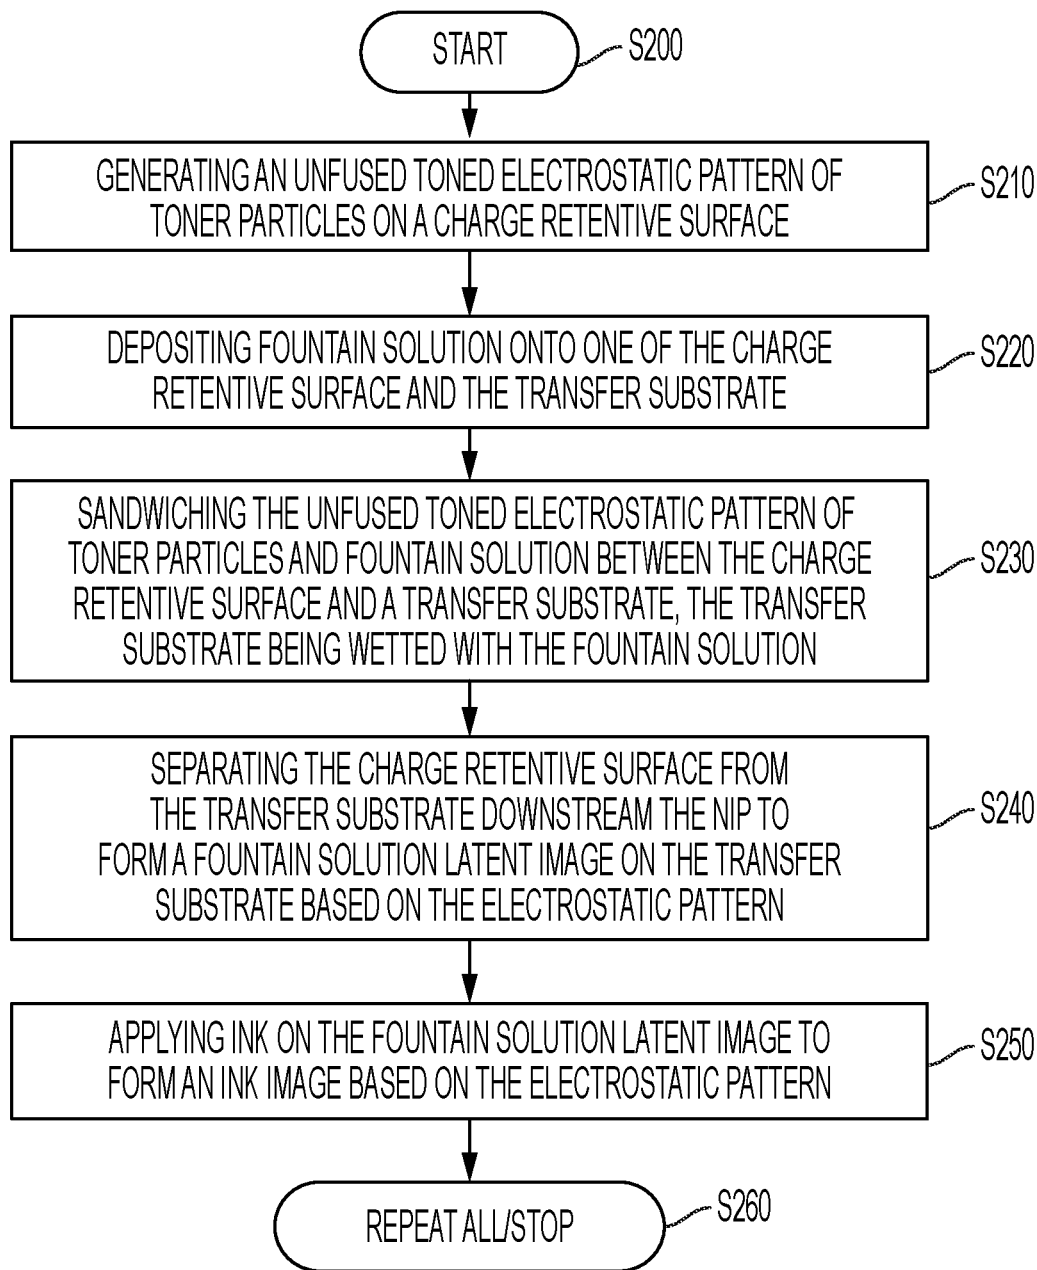 START
S200
GENERATING AN UNFUSED TONED ELECTROSTATIC PATTERN OF
TONER PARTICLES ON A CHARGE RETENTIVE SURFACE
S210
DEPOSITING FOUNTAIN SOLUTION ONTO ONE OF THE CHARGE
RETENTIVE SURFACE AND THE TRANSFER SUBSTRATE
S220
SANDWICHING THE UNFUSED TONED ELECTROSTATIC PATTERN OF
TONER PARTICLES AND FOUNTAIN SOLUTION BETWEEN THE CHARGE
RETENTIVE SURFACE AND A TRANSFER SUBSTRATE, THE TRANSFER
SUBSTRATE BEING WETTED WITH THE FOUNTAIN SOLUTION
S230
SEPARATING THE CHARGE RETENTIVE SURFACE FROM
THE TRANSFER SUBSTRATE DOWNSTREAM THE NIP TO
FORM A FOUNTAIN SOLUTION LATENT IMAGE ON THE TRANSFER
SUBSTRATE BASED ON THE ELECTROSTATIC PATTERN
S240
APPLYING INK ON THE FOUNTAIN SOLUTION LATENT IMAGE TO
FORM AN INK IMAGE BASED ON THE ELECTROSTATIC PATTERN
S250
REPEAT ALL/STOP
S260